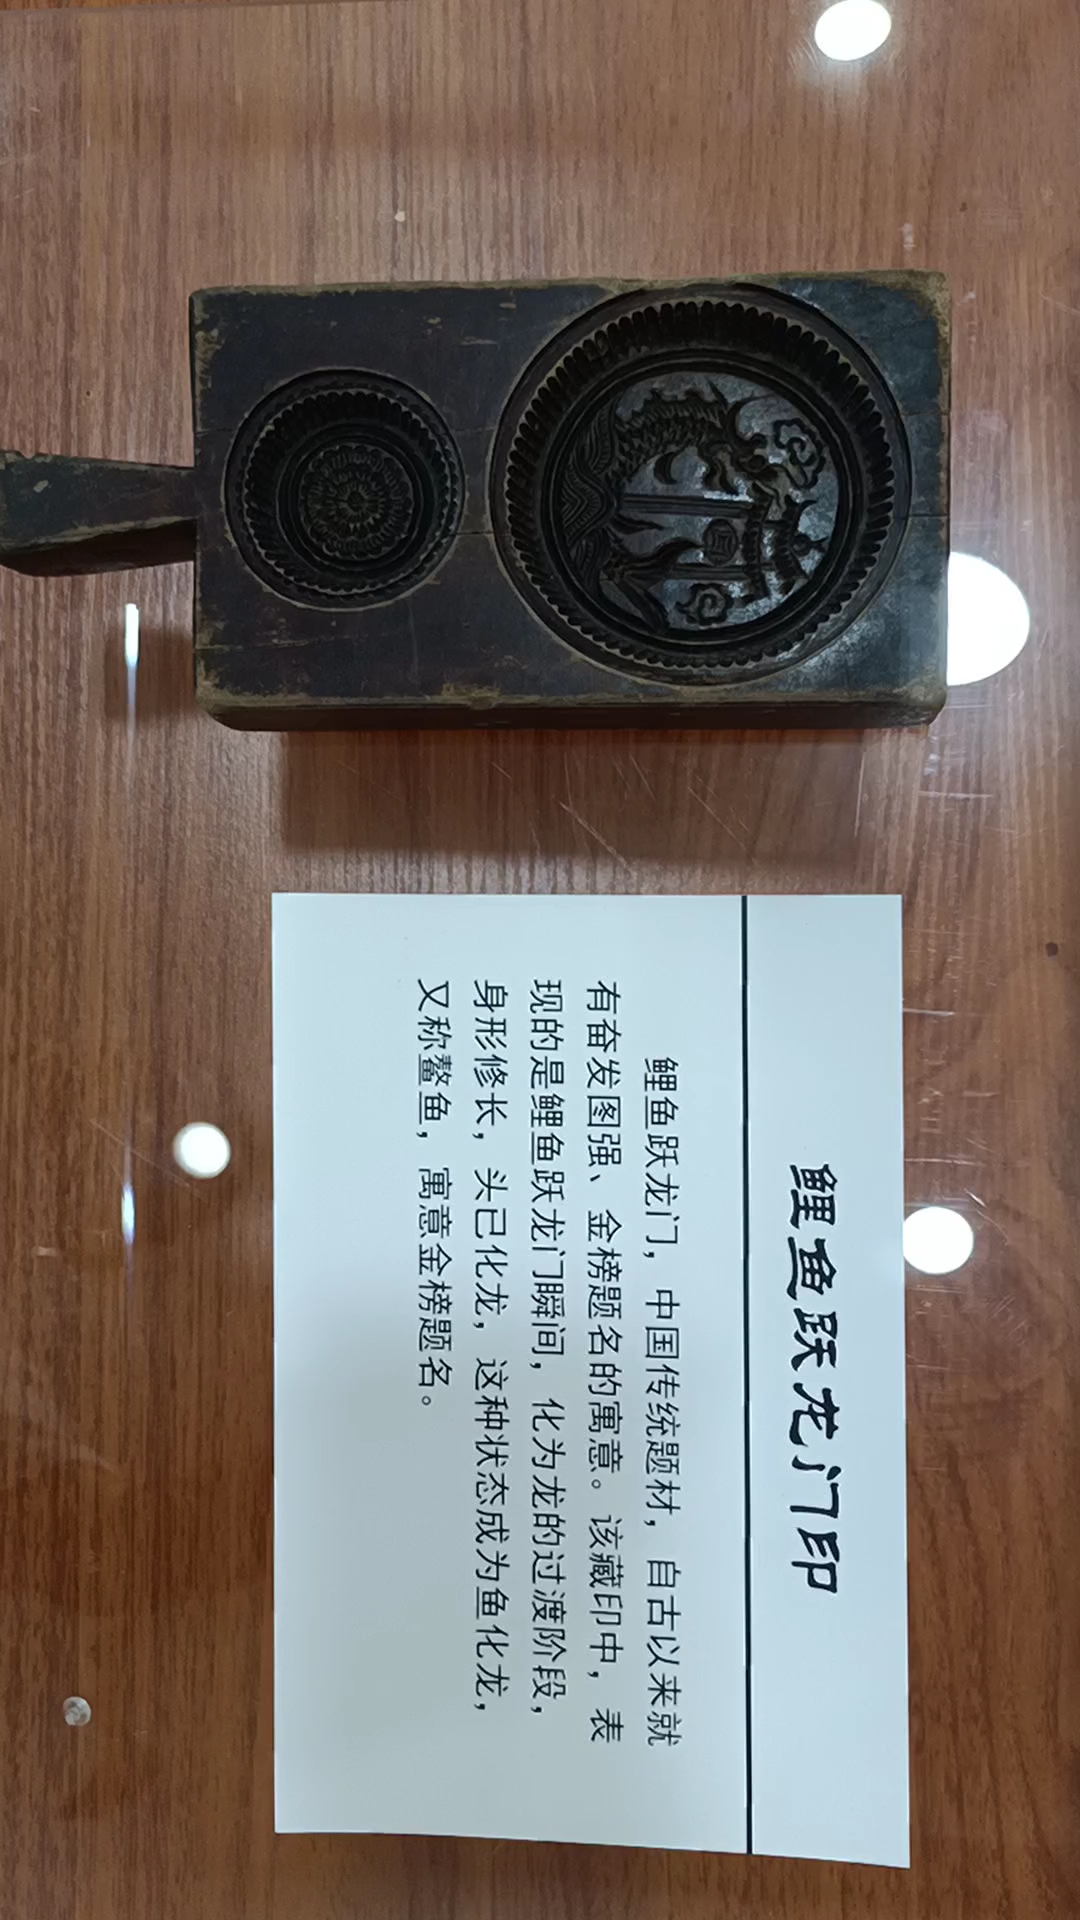 鲤鱼跃龙门印
鲤鱼跃龙门，中国传统题材，自古以来就
有奋发图强、金榜题名的寓意。该藏印中，表
现的是鲤鱼跃龙门瞬间，化为龙的过渡阶段，
身形修长，头已化龙，这种状态成为鱼化龙，
又称鳌鱼，寓意金榜题名。